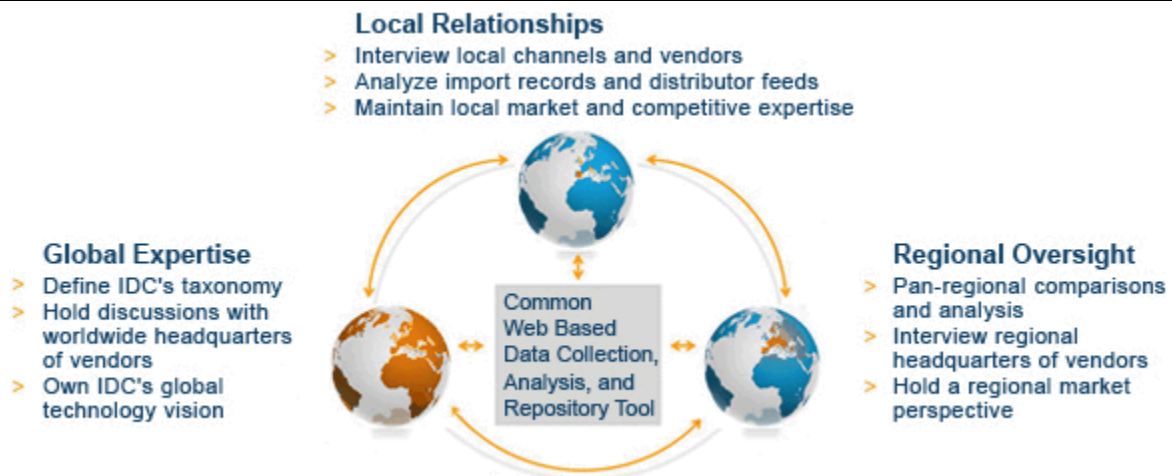 Local Relationships
> Interview local channels and vendors
> Analyze import records and distributor feeds
> Maintain local market and competitive expertise
Global Expertise
> Define IDC's taxonomy
> Hold discussions with
worldwide headquarters
of vendors
> Own IDC's global
technology vision
Common
Web Based
Data Collection,
Analysis, and
Repository Tool
Regional Oversight
> Pan-regional comparisons
and analysis
> Interview regional
headquarters of vendors
> Hold a regional market
perspective